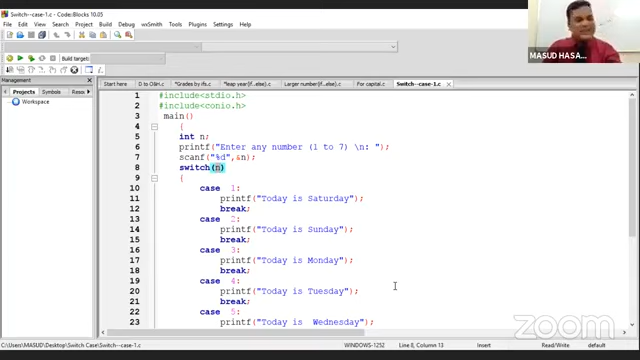 Switch--case-1.c - Code::Blocks 10.05
File Edit View Search Project Build Debug wxSmith Tools Plugins Settings Help
Build target:
MASUD HASA...
Management
Projects Symbols Resou
Workspace
Start here D to O&H.c *Grades by ifs.c *leap year(if...else).c Larger number(if...else).c For capital.c Switch--case-1.c
1 #include<stdio.h>
2 #include<conio.h>
3 main()
4 {
5 int n;
6 printf("Enter any number (1 to 7) \n: ");
7 scanf("%d",&n);
8 switch(n)
9 {
10 case 1:
11 printf("Today is Saturday");
12 break;
13 case 2:
14 printf("Today is Sunday");
15 break;
16 case 3:
17 printf("Today is Monday");
18 break;
19 case 4:
20 printf("Today is Tuesday");
21 break;
22 case 5:
23 printf("Today is  Wednesday");
zoom
C:\Users\MASUD\Desktop\Switch Case\Switch--case-1.c WINDOWS-1252 Line 8, Column 13 Insert Read/Write default